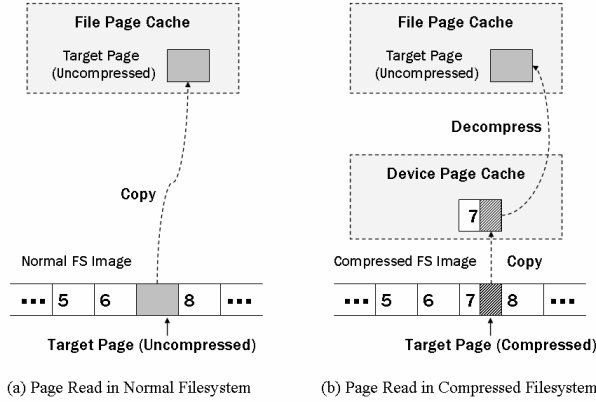 File Page Cache
Target Page
(Uncompressed)
Copy
Normal FS Image
... 5 6 8 ...
Target Page (Uncompressed)
(a) Page Read in Normal Filesystem
File Page Cache
Target Page
(Uncompressed)
Decompress
Device Page Cache
7
Compressed FS Image
Copy
... 5 6 7 8 ...
Target Page (Compressed)
(b) Page Read in Compressed Filesystem